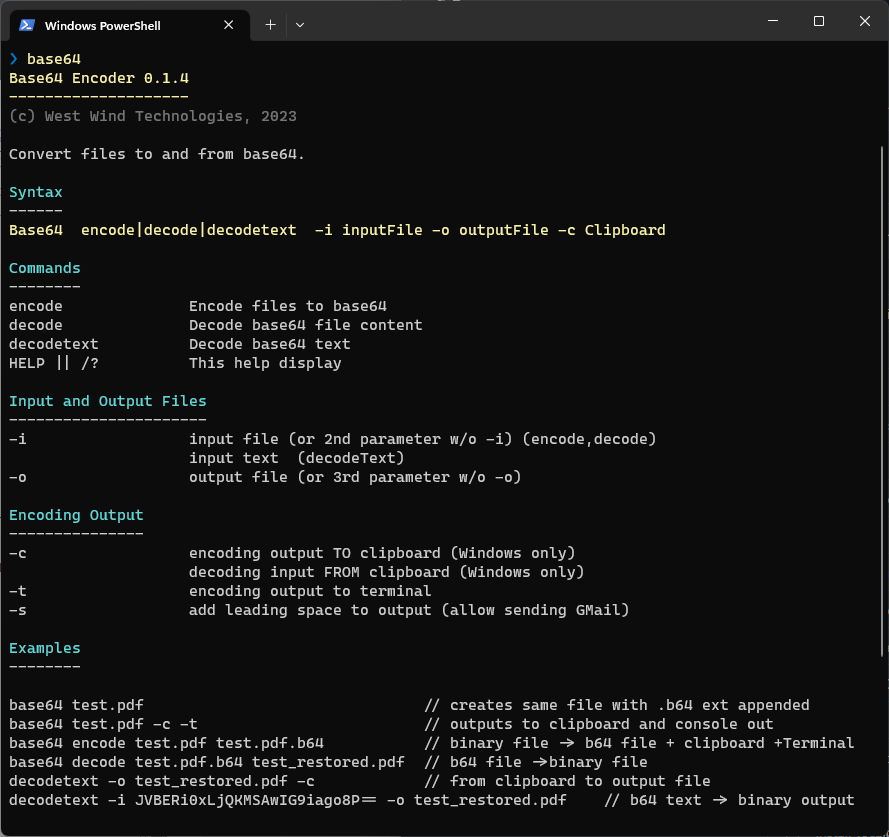 Windows PowerShell
❯ base64
Base64 Encoder 0.1.4
--------------------
(c) West Wind Technologies, 2023
Convert files to and from base64.
Syntax
------
Base64  encode|decode|decodetext  -i inputFile -o outputFile -c Clipboard
Commands
--------
encode              Encode files to base64
decode              Decode base64 file content
decodetext          Decode base64 text
HELP || /?          This help display
Input and Output Files
----------------------
-i                  input file (or 2nd parameter w/o -i) (encode,decode)
                    input text  (decodeText)
-o                  output file (or 3rd parameter w/o -o)
Encoding Output
---------------
-c                  encoding output TO clipboard (Windows only)
                    decoding input FROM clipboard (Windows only)
-t                  encoding output to terminal
-s                  add leading space to output (allow sending GMail)
Examples
--------
base64 test.pdf                               // creates same file with .b64 ext appended
base64 test.pdf -c -t                         // outputs to clipboard and console out
base64 encode test.pdf test.pdf.b64           // binary file -> b64 file + clipboard +Terminal
base64 decode test.pdf.b64 test_restored.pdf  // b64 file ->binary file
decodetext -o test_restored.pdf -c            // from clipboard to output file
decodetext -i JVBERi0xLjQKMSAwIG9iago8P== -o test_restored.pdf    // b64 text -> binary output